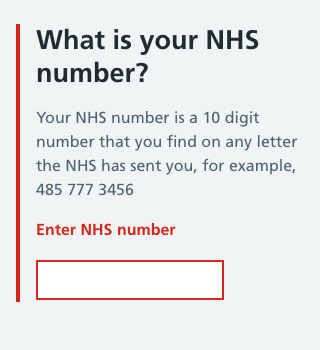 What is your NHS
number?
Your NHS number is a 10 digit
number that you find on any letter
the NHS has sent you, for example,
485 777 3456
Enter NHS number